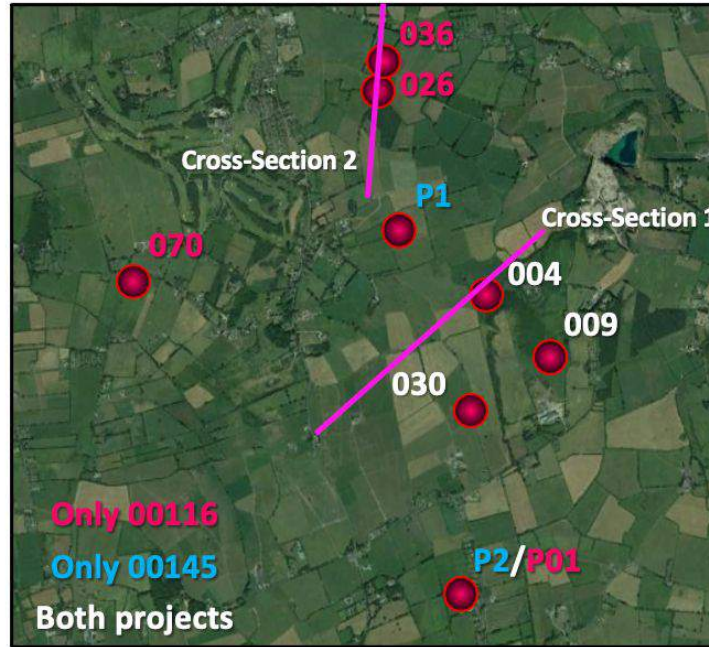 036
026
Cross-Section 2
P1
Cross-Section 1
070
004
009
030
Only 00116
Only 00145
P2/P01
Both projects